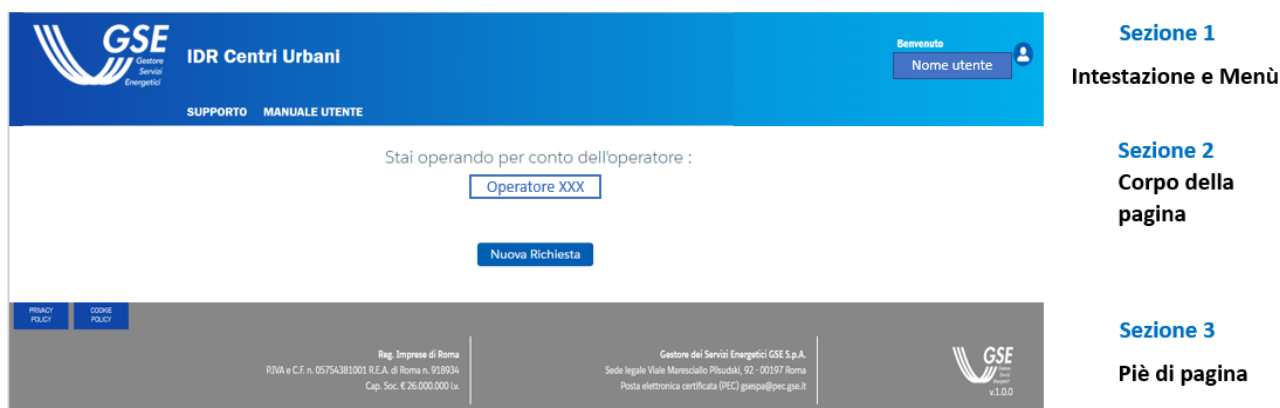 GSE
Gestore
Servizi
Energetici
IDR Centri Urbani
Benvenuto
Nome utente
SUPPORTO MANUALE UTENTE
Sezione 1
Intestazione e Menù
Stai operando per conto dell'operatore :
Operatore XXX
Nuova Richiesta
Sezione 2
Corpo della
pagina
PRIVACY
POLICY
COOKIE
POLICY
Reg. Imprese di Roma
P.IVA e C.F. n. 05754381001 R.E.A. di Roma n. 918934
Cap. Soc. € 26.000.000 i.v.
Gestore dei Servizi Energetici GSE S.p.A.
Sede legale Viale Maresciallo Pilsudski, 92 - 00197 Roma
Posta elettronica certificata (PEC) gsespa@pec.gse.it
GSE
Gestore
Servizi
Energetici
v.1.0.0
Sezione 3
Piè di pagina